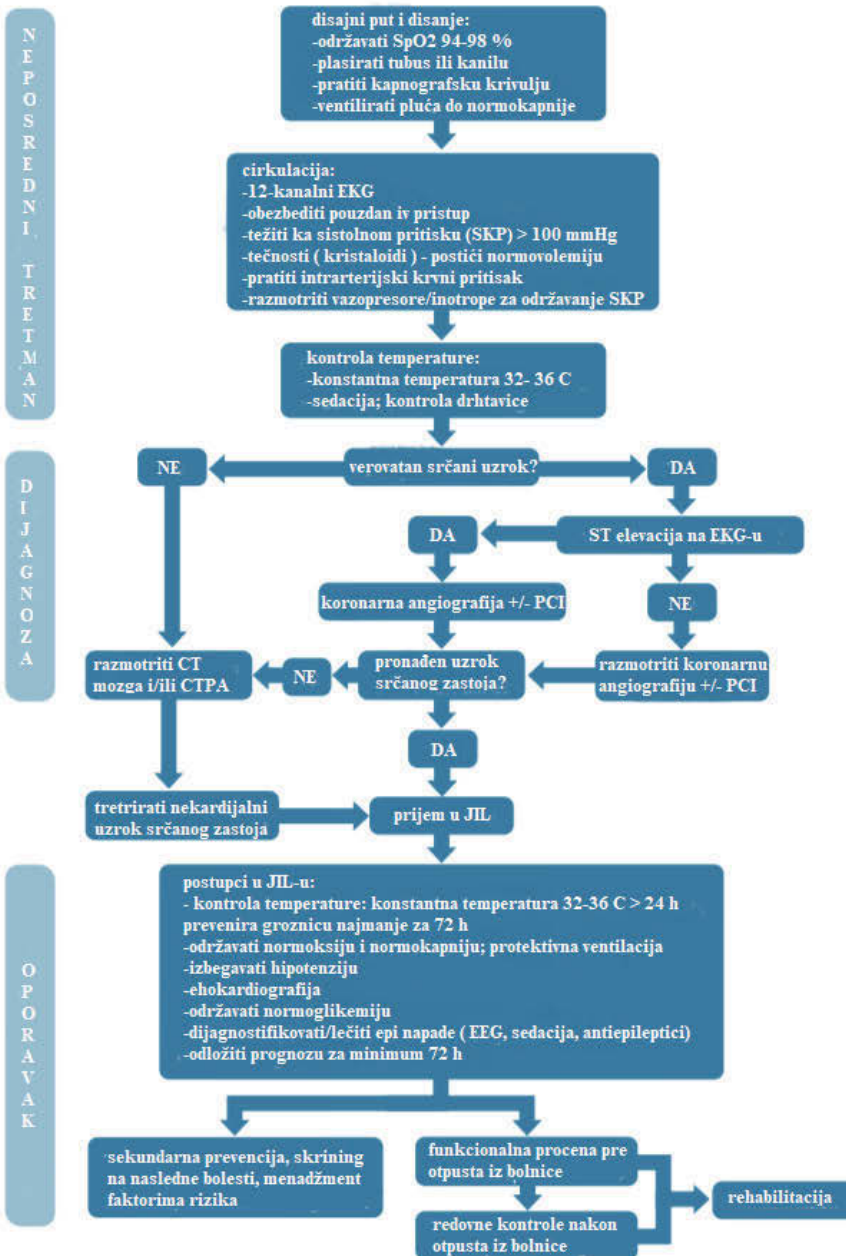 NEPOSREDNI TRETMAN
disajni put i disanje:
-održavati SpO2 94-98 %
-plasirati tubus ili kanilu
-pratiti kapnografsku krivulju
-ventilirati pluća do normokapnije
cirkulacija:
-12-kanalni EKG
-obezbediti pouzdan iv pristup
-težiti ka sistolnom pritisku (SKP) > 100 mmHg
-tečnosti ( kristaloidi ) - postići normovolemiju
-pratiti intrarterijski krvni pritisak
-razmotriti vazopresore/inotrope za održavanje SKP
kontrola temperature:
-konstantna temperatura 32- 36 C
-sedacija; kontrola drhtavice
DIJAGNOZA
NE
verovatan srčani uzrok?
DA
DA
ST elevacija na EKG-u
koronarna angiografija +/- PCI
NE
razmotriti CT
mozga i/ili CTPA
NE
pronađen uzrok
srčanog zastoja?
razmotriti koronarnu
angiografiju +/- PCI
DA
tretrirati nekardijalni
uzrok srčanog zastoja
prijem u JIL
OPORAVAK
postupci u JIL-u:
- kontrola temperature: konstantna temperatura 32-36 C > 24 h
prevenira groznicu najmanje za 72 h
-održavati normoksiju i normokapniju; protektivna ventilacija
-izbegavati hipotenziju
-ehokardiografija
-održavati normoglikemiju
-dijagnostifikovati/lečiti epi napade ( EEG, sedacija, antiepileptici)
-odložiti prognozu za minimum 72 h
sekundarna prevencija, skrining
na nasledne bolesti, menadžment
faktorima rizika
funkcionalna procena pre
otpusta iz bolnice
rehabilitacija
redovne kontrole nakon
otpusta iz bolnice